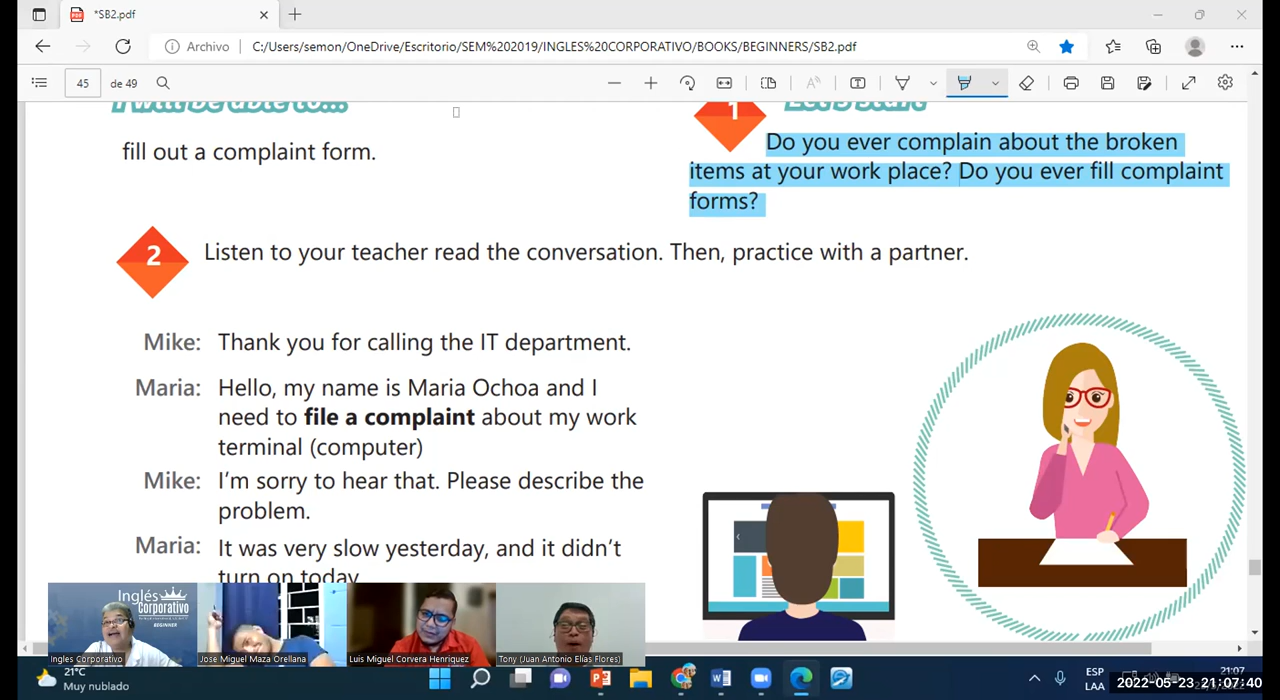 *SB2.pdf
Archivo
C:/Users/semon/OneDrive/Escritorio/SEM%202019/INGLES%20CORPORATIVO/BOOKS/BEGINNERS/SB2.pdf
45 de 49
fill out a complaint form.
1
Do you ever complain about the broken
items at your work place? Do you ever fill complaint
forms?
2
Listen to your teacher read the conversation. Then, practice with a partner.
Mike: Thank you for calling the IT department.
Maria: Hello, my name is Maria Ochoa and I
need to file a complaint about my work
terminal (computer)
Mike: I'm sorry to hear that. Please describe the
problem.
Maria: It was very slow yesterday, and it didn't
turn on today.
Inglés
Corporativo
BEGINNER
Ingles Corporativo
Jose Miguel Maza Orellana
Luis Miguel Corvera Henriquez
Tony (Juan Antonio Elías Flores)
21°C
Muy nublado
ESP
LAA
21:07
2022-05-23 21:07:40